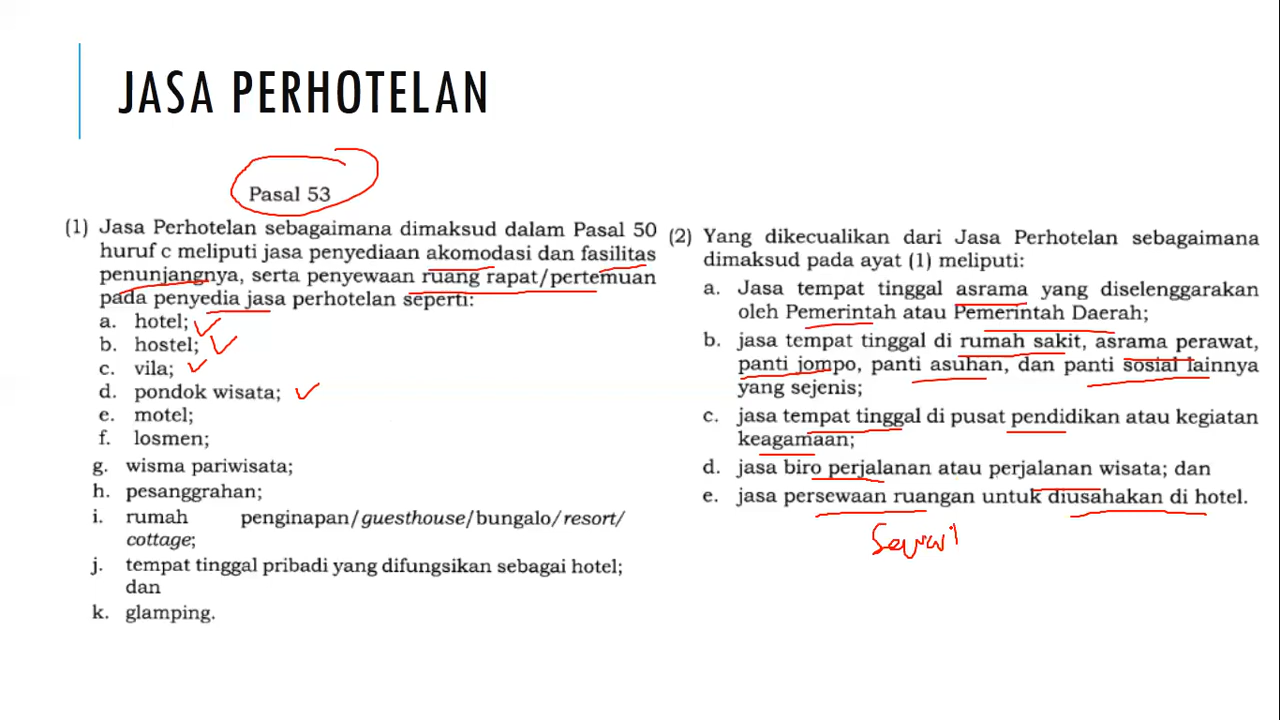 JASA PERHOTELAN
Pasal 53
(1) Jasa Perhotelan sebagaimana dimaksud dalam Pasal 50
huruf c meliputi jasa penyediaan akomodasi dan fasilitas
penunjangnya, serta penyewaan ruang rapat/pertemuan
pada penyedia jasa perhotelan seperti:
a. hotel;
b. hostel;
c. vila;
d. pondok wisata;
e. motel;
f. losmen;
g. wisma pariwisata;
h. pesanggrahan;
i. rumah penginapan/guesthouse/bungalo/resort/
cottage;
j. tempat tinggal pribadi yang difungsikan sebagai hotel;
dan
k. glamping.
(2) Yang dikecualikan dari Jasa Perhotelan sebagaimana
dimaksud pada ayat (1) meliputi:
a. Jasa tempat tinggal asrama yang diselenggarakan
oleh Pemerintah atau Pemerintah Daerah;
b. jasa tempat tinggal di rumah sakit, asrama perawat,
panti jompo, panti asuhan, dan panti sosial lainnya
yang sejenis;
c. jasa tempat tinggal di pusat pendidikan atau kegiatan
keagamaan;
d. jasa biro perjalanan atau perjalanan wisata; dan
e. jasa persewaan ruangan untuk diusahakan di hotel.